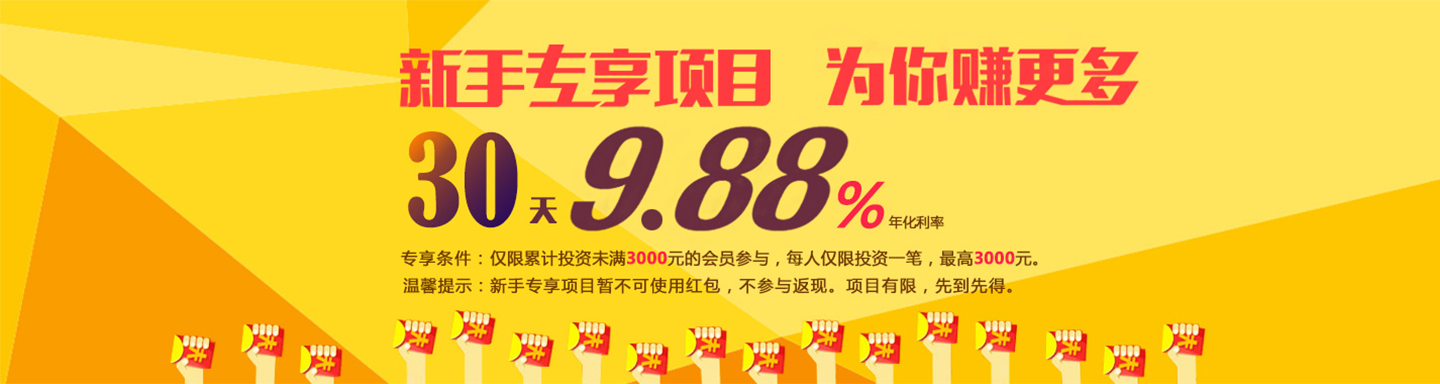 新手专享项目 为你赚更多
30天 9.88% 年化利率
专享条件：仅限累计投资未满3000元的会员参与，每人仅限投资一笔，最高3000元。
温馨提示：新手专享项目暂不可使用红包，不参与返现。项目有限，先到先得。